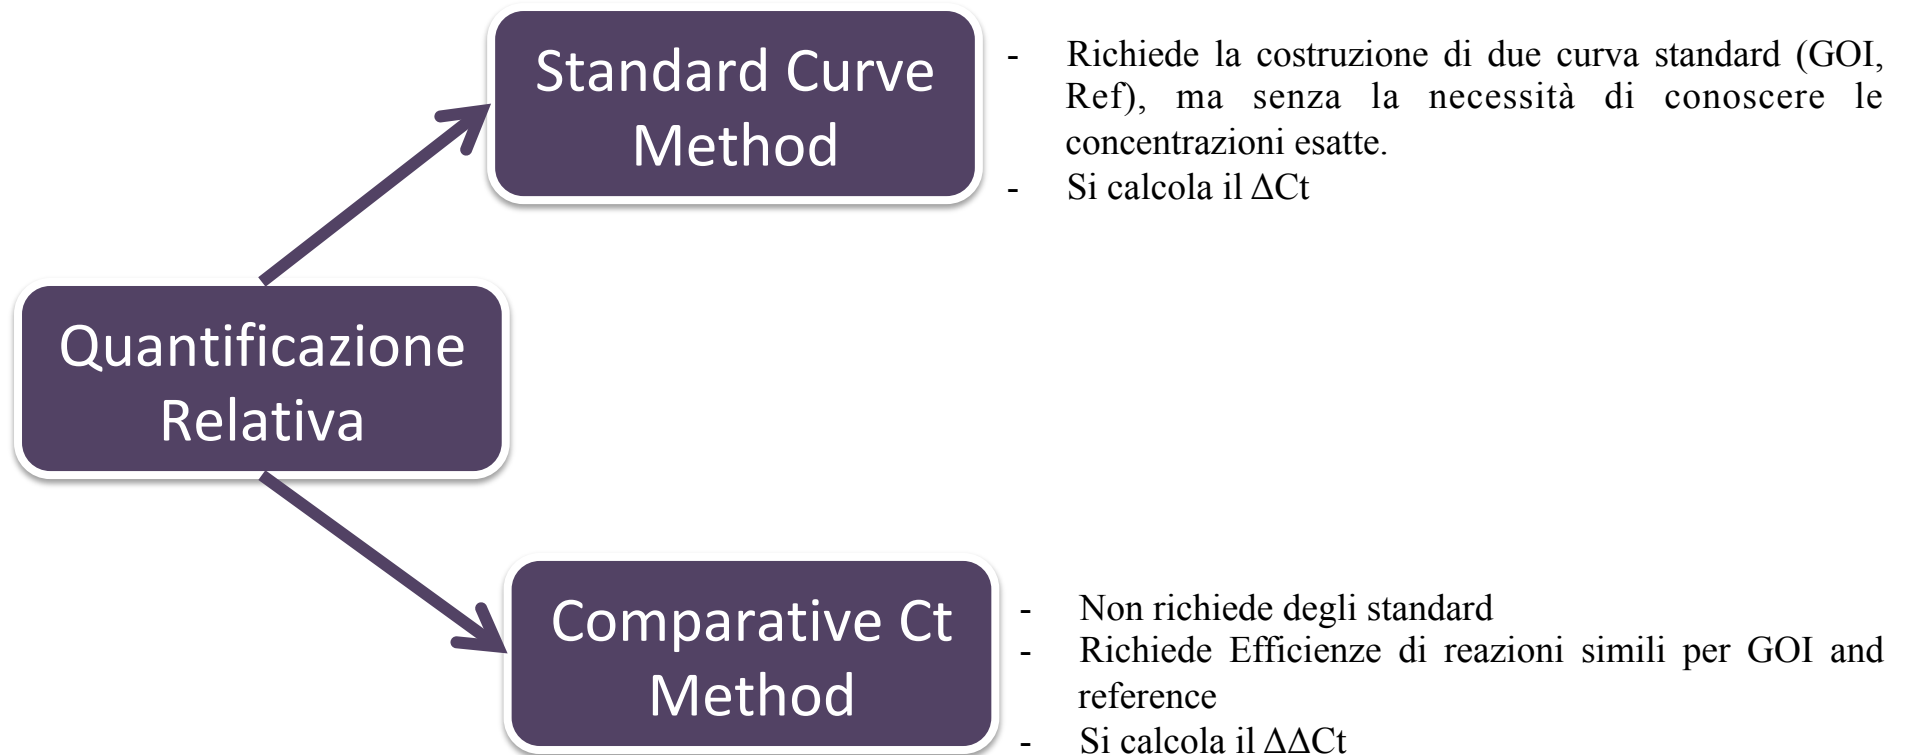 Standard Curve
Method
- Richiede la costruzione di due curva standard (GOI,
Ref), ma senza la necessità di conoscere le
concentrazioni esatte.
- Si calcola il ΔCt
Quantificazione
Relativa
Comparative Ct
Method
- Non richiede degli standard
- Richiede Efficienze di reazioni simili per GOI and
reference
- Si calcola il ΔΔCt